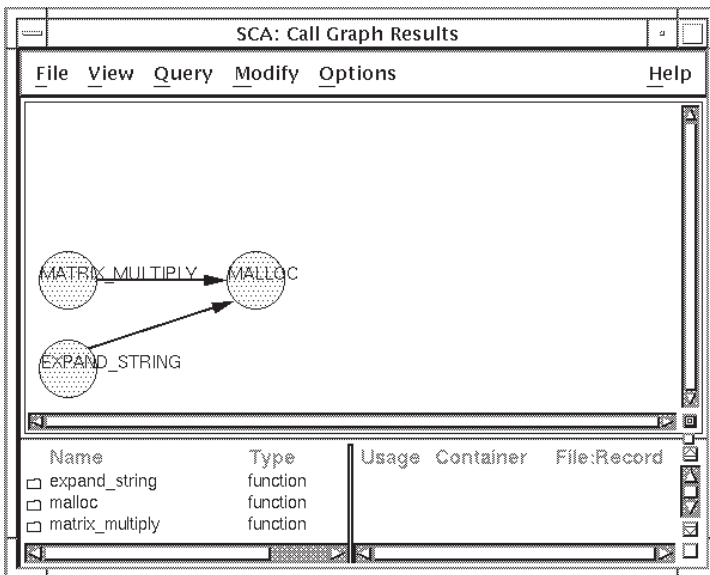 SCA: Call Graph Results
File View Query Modify Options Help
MATRIX_MULTIPLY MALLOC
EXPAND_STRING
Name Type Usage Container File:Record
expand_string function
malloc function
matrix_multiply function